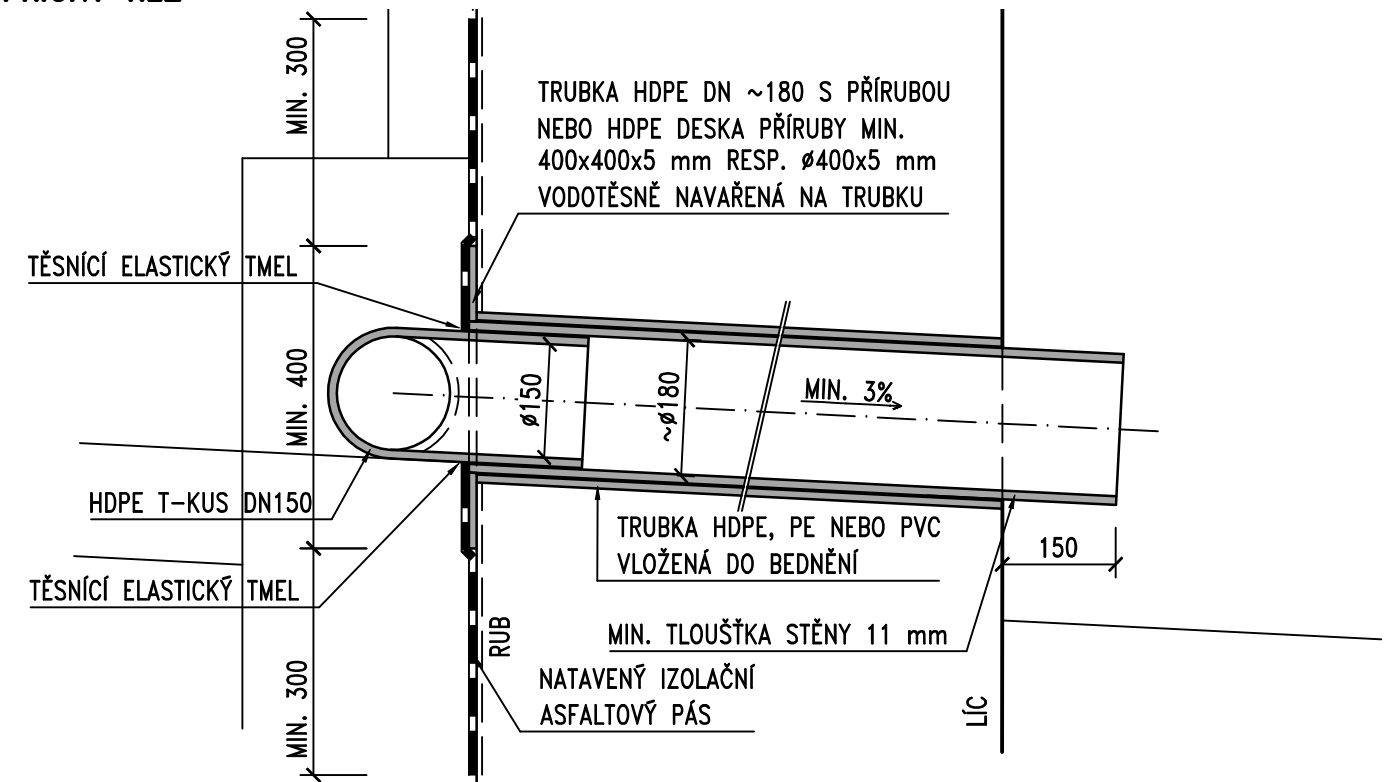 MIN. 300
TRUBKA HDPE DN ~180 S PŘÍRUBOU
NEBO HDPE DESKA PŘÍRUBY MIN.
400x400x5 mm RESP. ø400x5 mm
VODOTĚSNĚ NAVAŘENÁ NA TRUBKU
TĚSNÍCÍ ELASTICKÝ TMEL
MIN. 400
ø150
~ø180
MIN. 3%
HDPE T-KUS DN150
TRUBKA HDPE, PE NEBO PVC
VLOŽENÁ DO BEDNĚNÍ
150
TĚSNÍCÍ ELASTICKÝ TMEL
RUB
MIN. TLOUŠŤKA STĚNY 11 mm
MIN. 300
NATAVENÝ IZOLAČNÍ
ASFALTOVÝ PÁS
LÍC